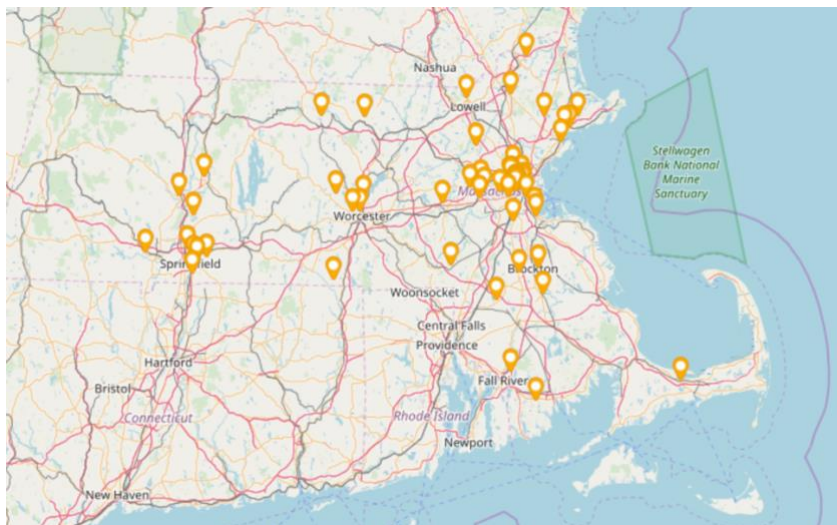 Nashua
Lowell
Stellwagen
Bank National
Marine
Sanctuary
Worcester
Springfield
Brockton
Woonsocket
Central Falls
Providence
Hartford
Fall River
Bristol
Connecticut
Rhode Island
Newport
New Haven